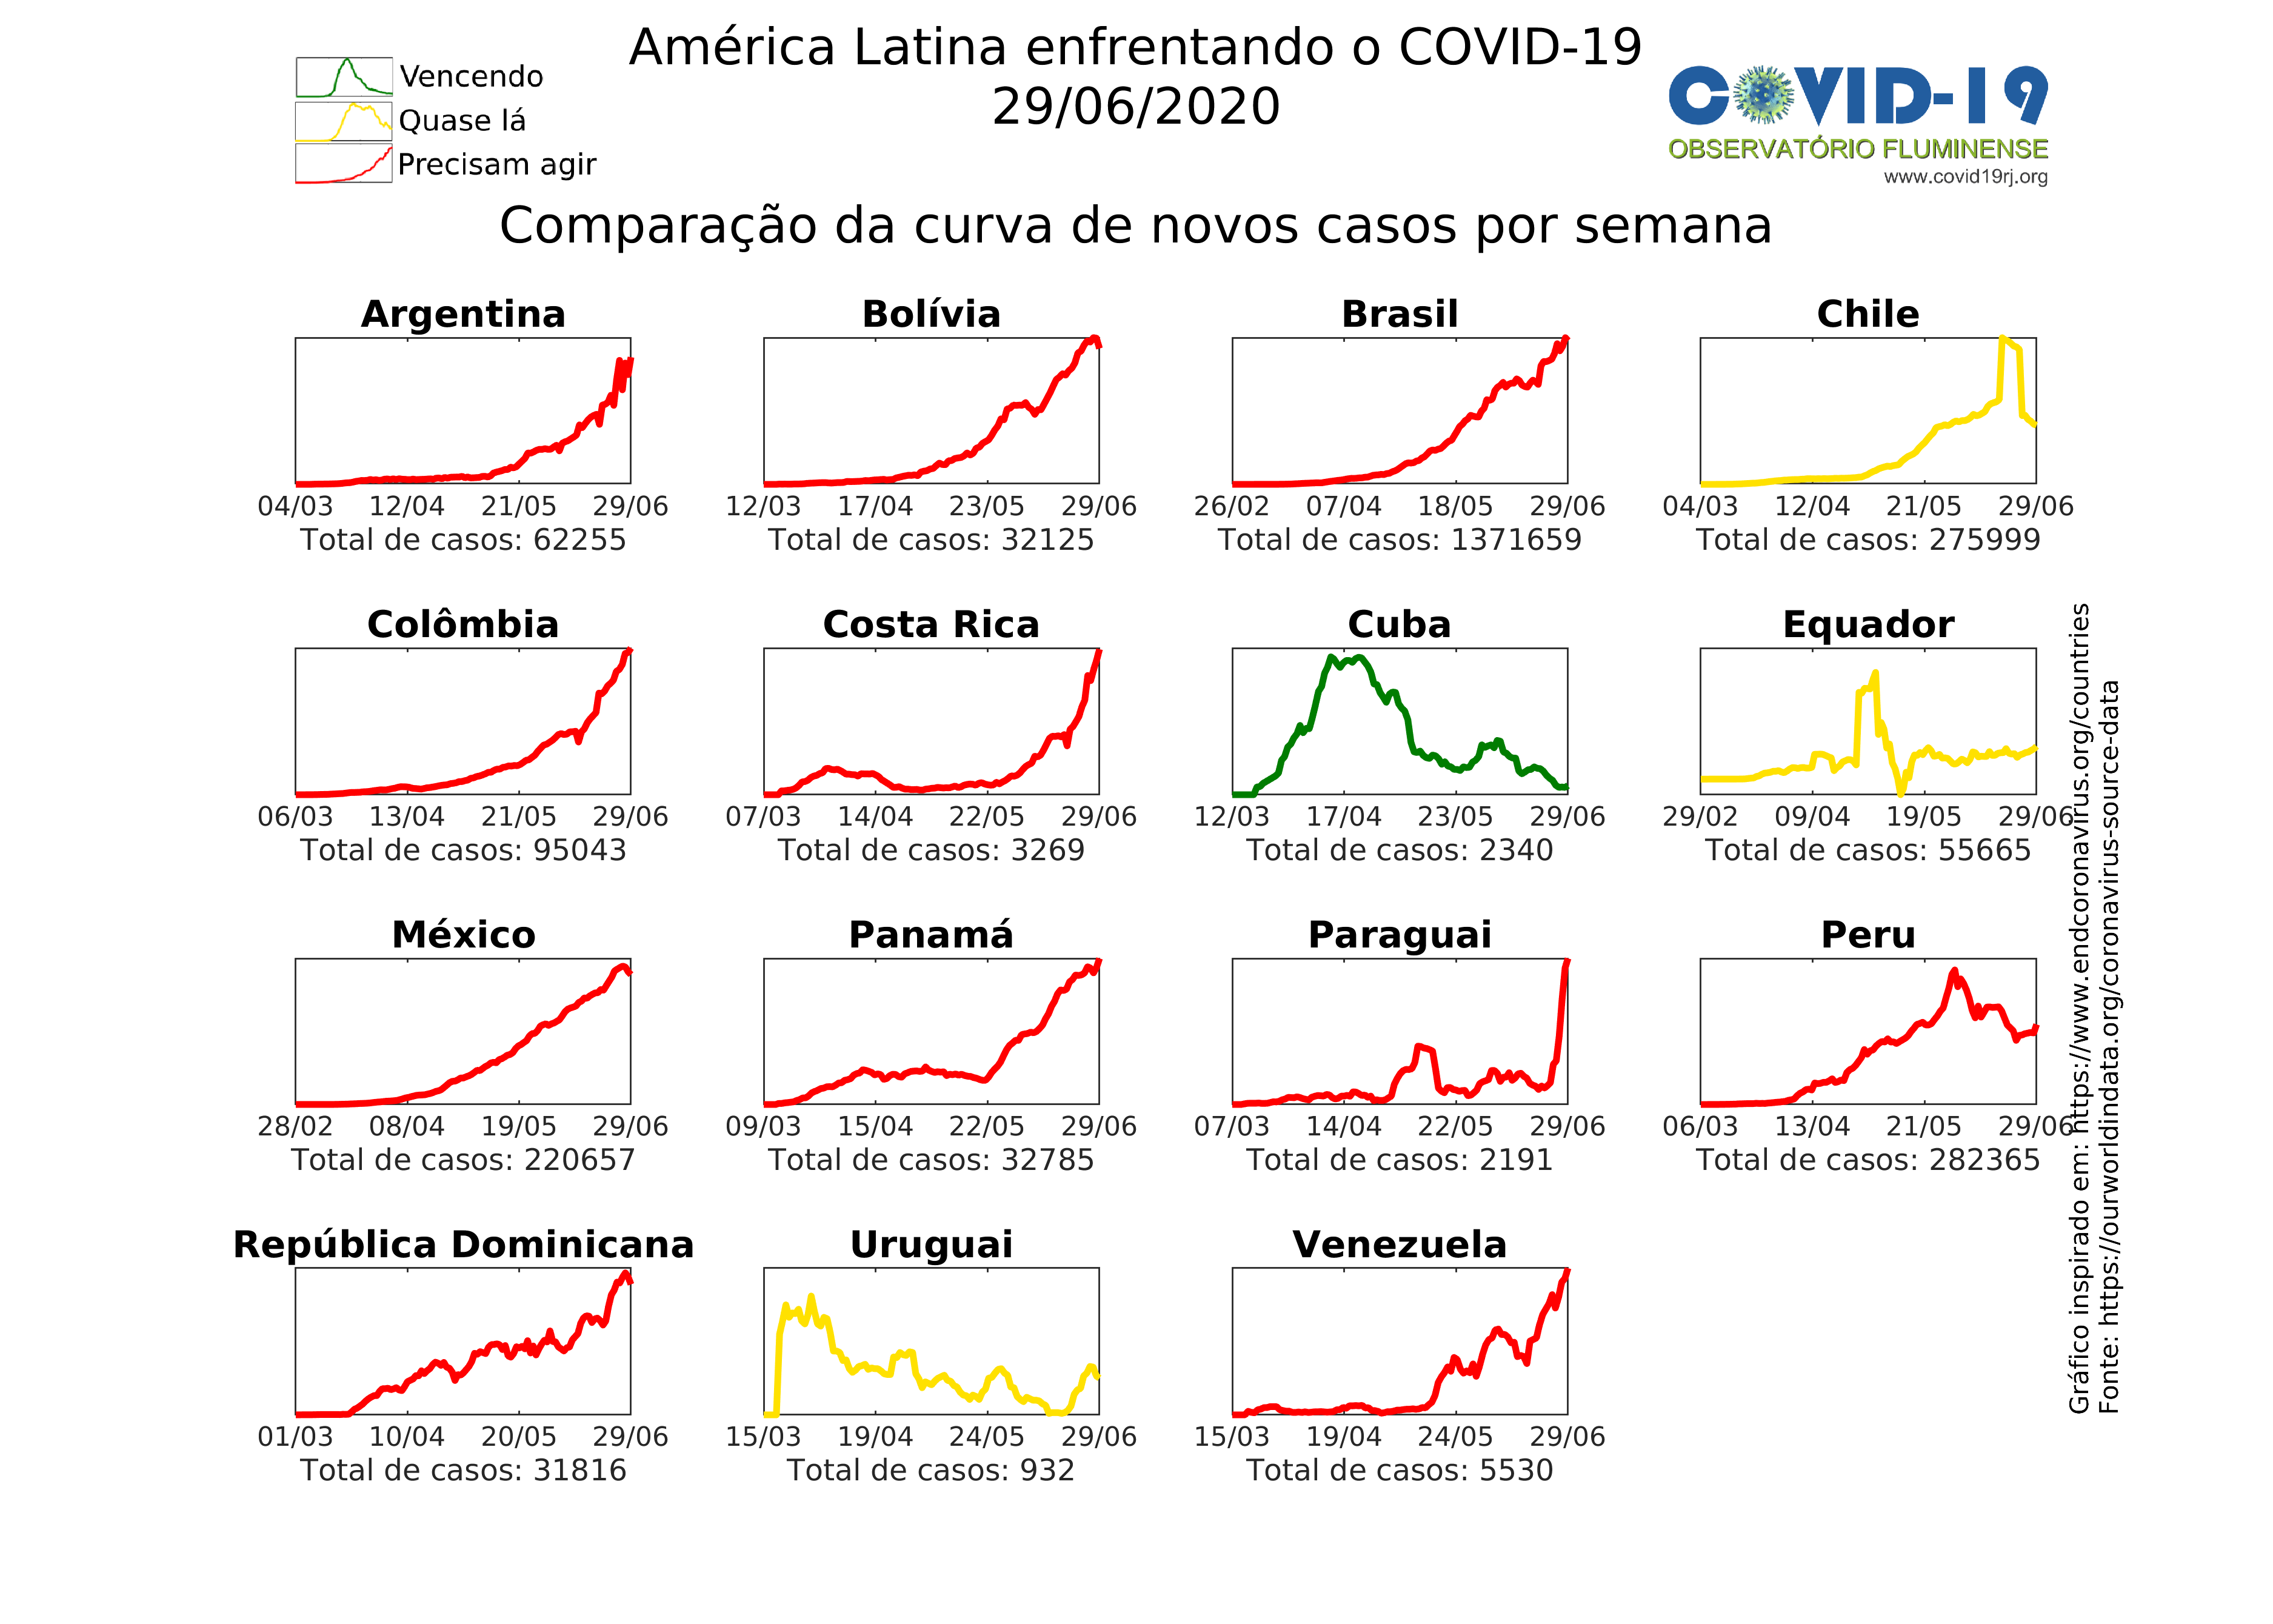 América Latina enfrentando o COVID-19
29/06/2020
Vencendo
Quase lá
Precisam agir
COVID-19
OBSERVATÓRIO FLUMINENSE
www.covid19rj.org
Comparação da curva de novos casos por semana
Argentina
04/03 12/04 21/05 29/06
Total de casos: 62255
Bolívia
12/03 17/04 23/05 29/06
Total de casos: 32125
Brasil
26/02 07/04 18/05 29/06
Total de casos: 1371659
Chile
04/03 12/04 21/05 29/06
Total de casos: 275999
Colômbia
06/03 13/04 21/05 29/06
Total de casos: 95043
Costa Rica
07/03 14/04 22/05 29/06
Total de casos: 3269
Cuba
12/03 17/04 23/05 29/06
Total de casos: 2340
Equador
29/02 09/04 19/05 29/06
Total de casos: 55665
México
28/02 08/04 19/05 29/06
Total de casos: 220657
Panamá
09/03 15/04 22/05 29/06
Total de casos: 32785
Paraguai
07/03 14/04 22/05 29/06
Total de casos: 2191
Peru
06/03 13/04 21/05 29/06
Total de casos: 282365
República Dominicana
01/03 10/04 20/05 29/06
Total de casos: 31816
Uruguai
15/03 19/04 24/05 29/06
Total de casos: 932
Venezuela
15/03 19/04 24/05 29/06
Total de casos: 5530
Gráfico inspirado em: https://www.endcoronavirus.org/countries
Fonte: https://ourworldindata.org/coronavirus-source-data